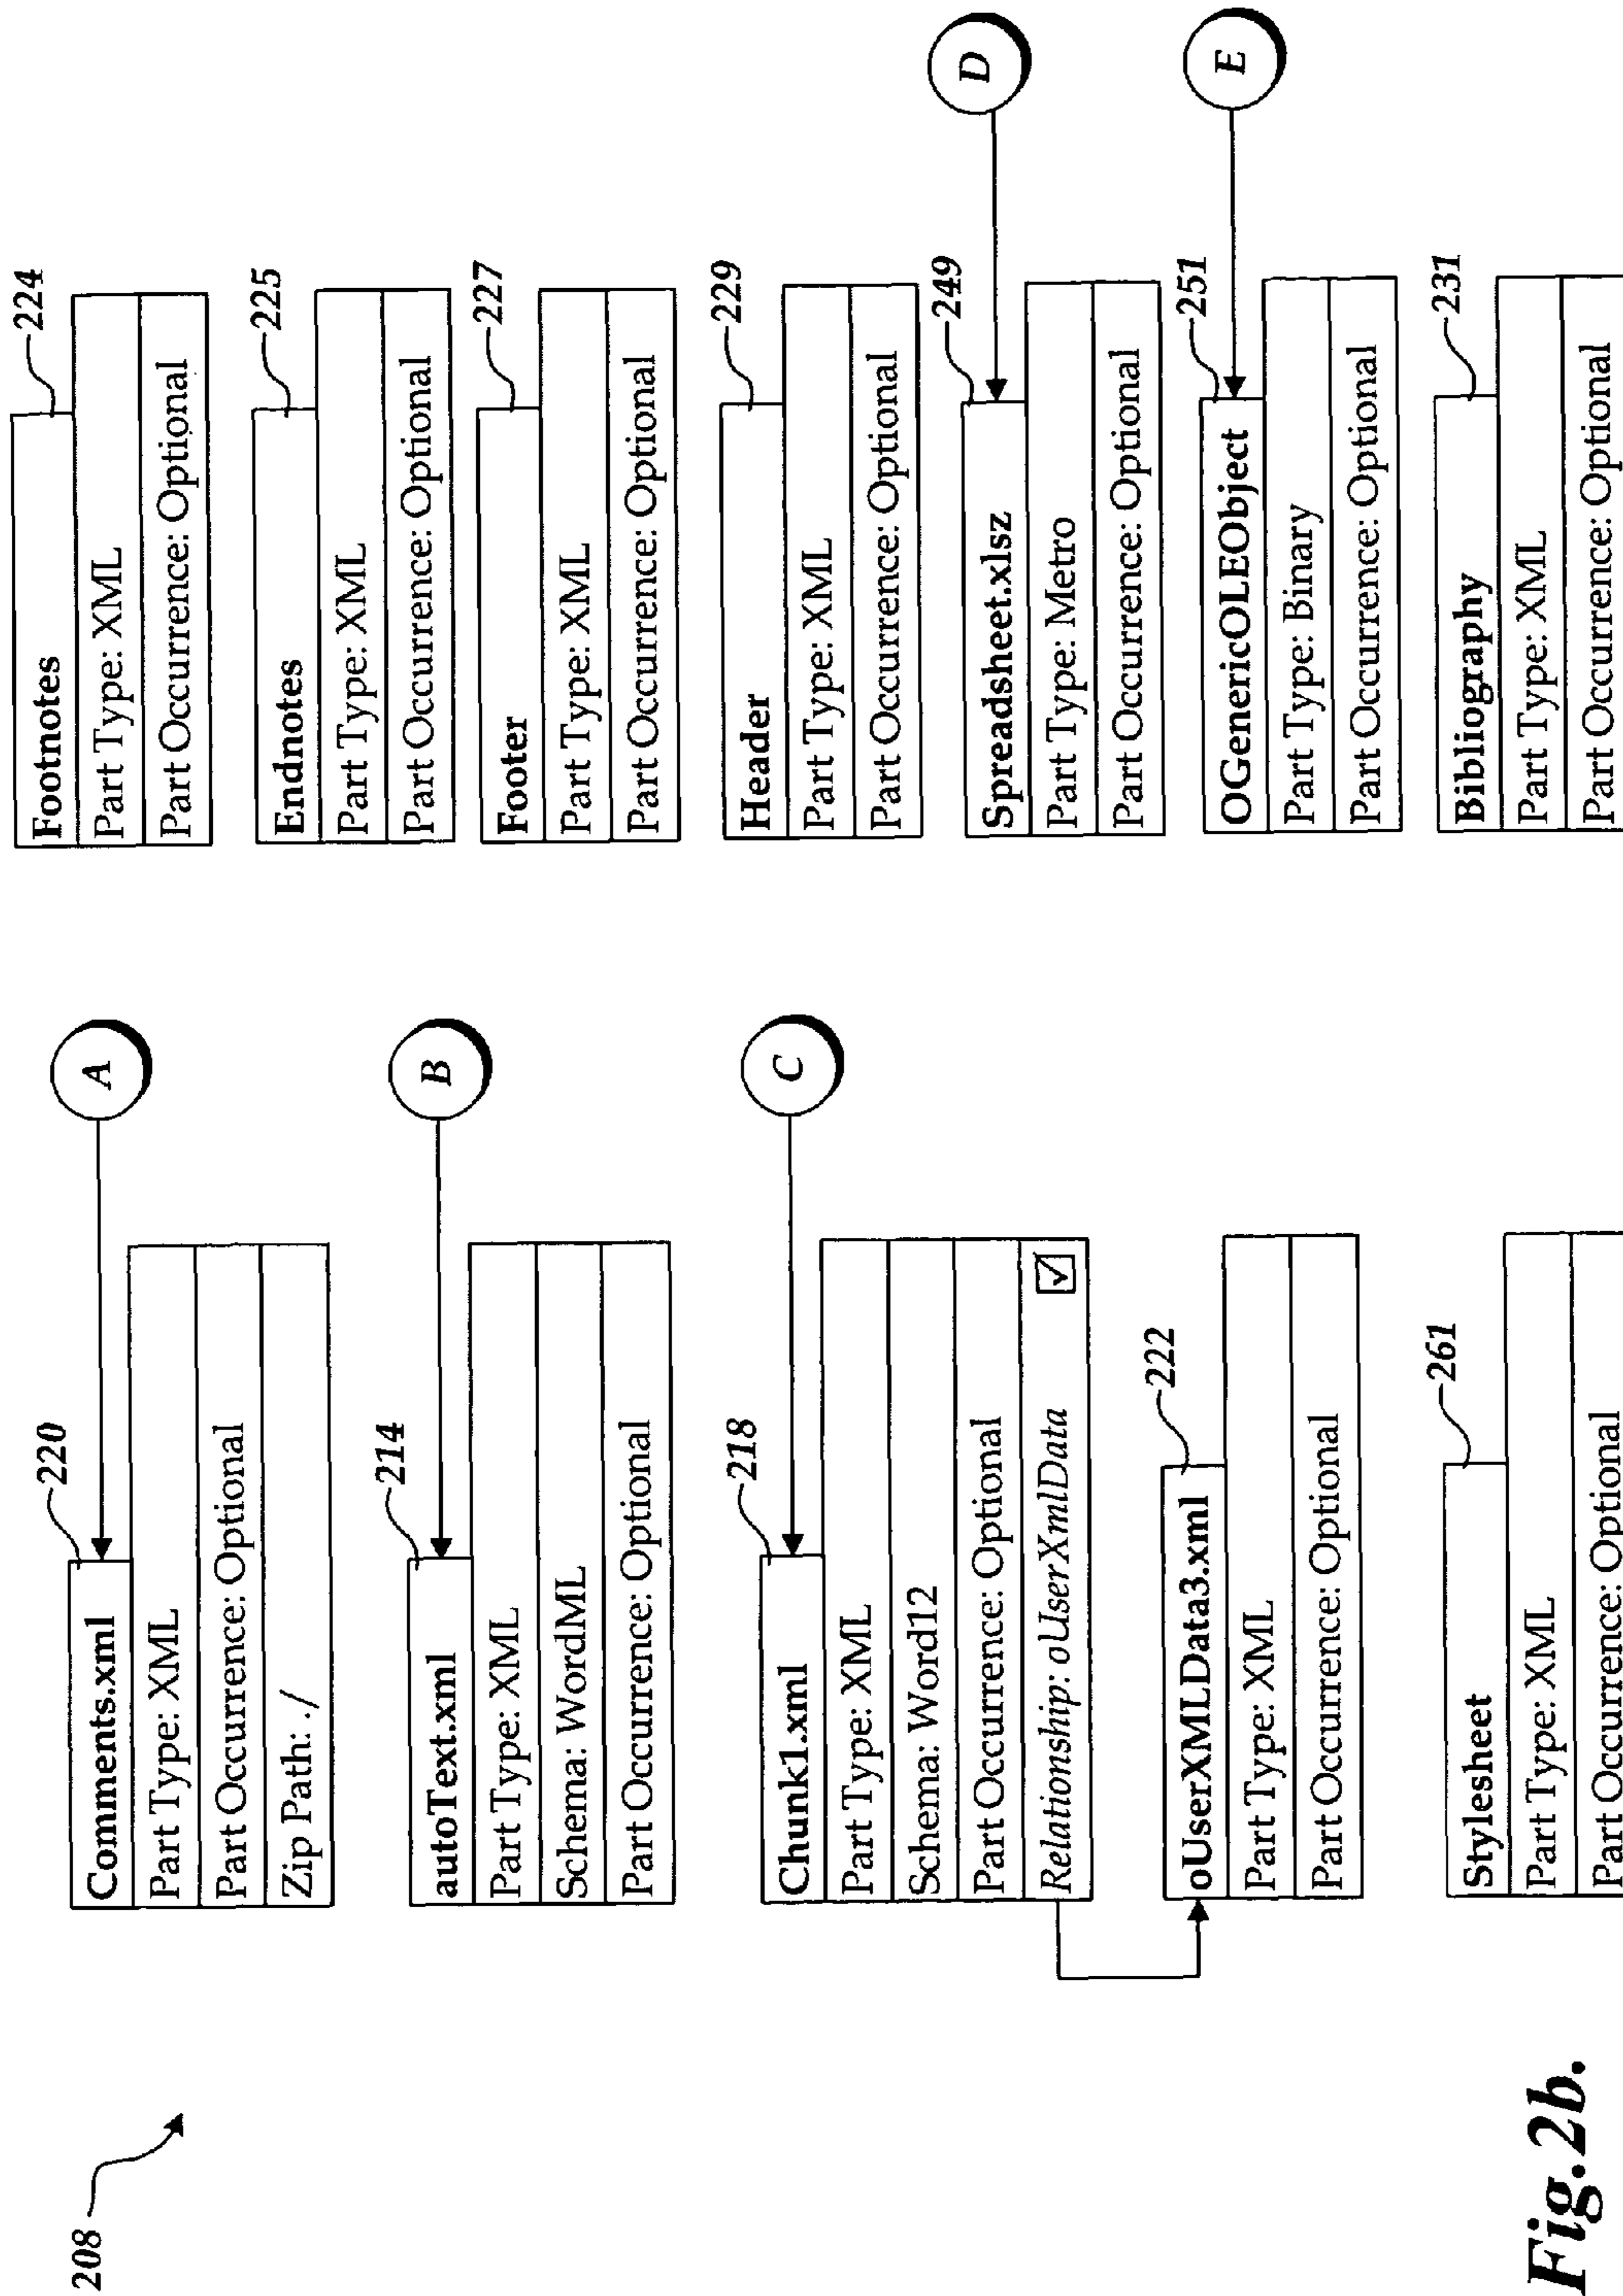 208
220
Comments.xml
Part Type: XML
Part Occurrence: Optional
Zip Path: ./
A
214
autoText.xml
Part Type: XML
Schema: WordML
Part Occurrence: Optional
B
218
Chunk1.xml
Part Type: XML
Schema: Word12
Part Occurrence: Optional
Relationship: oUserXmlData
C
222
oUserXMLData3.xml
Part Type: XML
Part Occurrence: Optional
261
Stylesheet
Part Type: XML
Part Occurrence: Optional
224
Footnotes
Part Type: XML
Part Occurrence: Optional
225
Endnotes
Part Type: XML
Part Occurrence: Optional
227
Footer
Part Type: XML
Part Occurrence: Optional
229
Header
Part Type: XML
Part Occurrence: Optional
249
Spreadsheet.xlsz
Part Type: Metro
Part Occurrence: Optional
D
251
OGenericOLEObject
Part Type: Binary
Part Occurrence: Optional
E
231
Bibliography
Part Type: XML
Part Occurrence: Optional
Fig.2b.